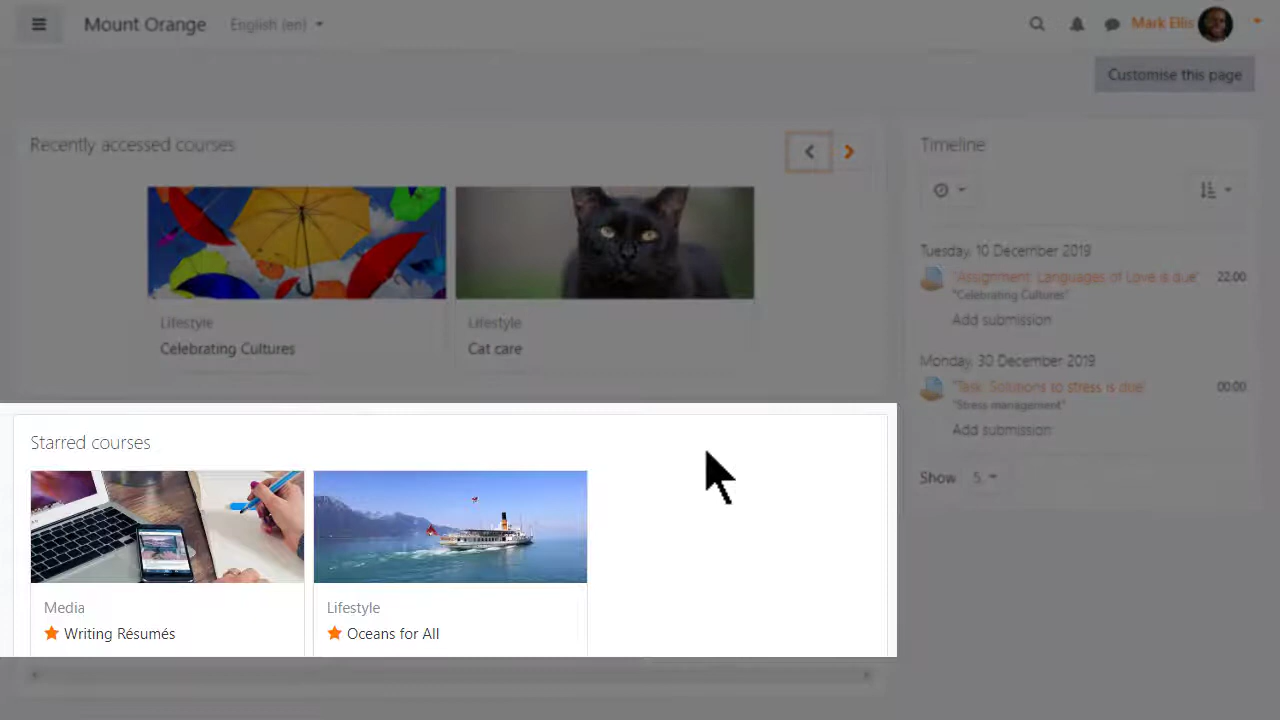 Mount Orange
English (en)
Mark Ellis
Customise this page
Recently accessed courses
Lifestyle
Celebrating Cultures
Lifestyle
Cat care
Starred courses
Media
Writing Résumés
Lifestyle
Oceans for All
Timeline
Tuesday, 10 December 2019
"Assignment: Languages of Love is due"
22:00
"Celebrating Cultures"
Add submission
Monday, 30 December 2019
"Task: Solutions to stress is due"
00:00
"Stress management"
Add submission
Show 5